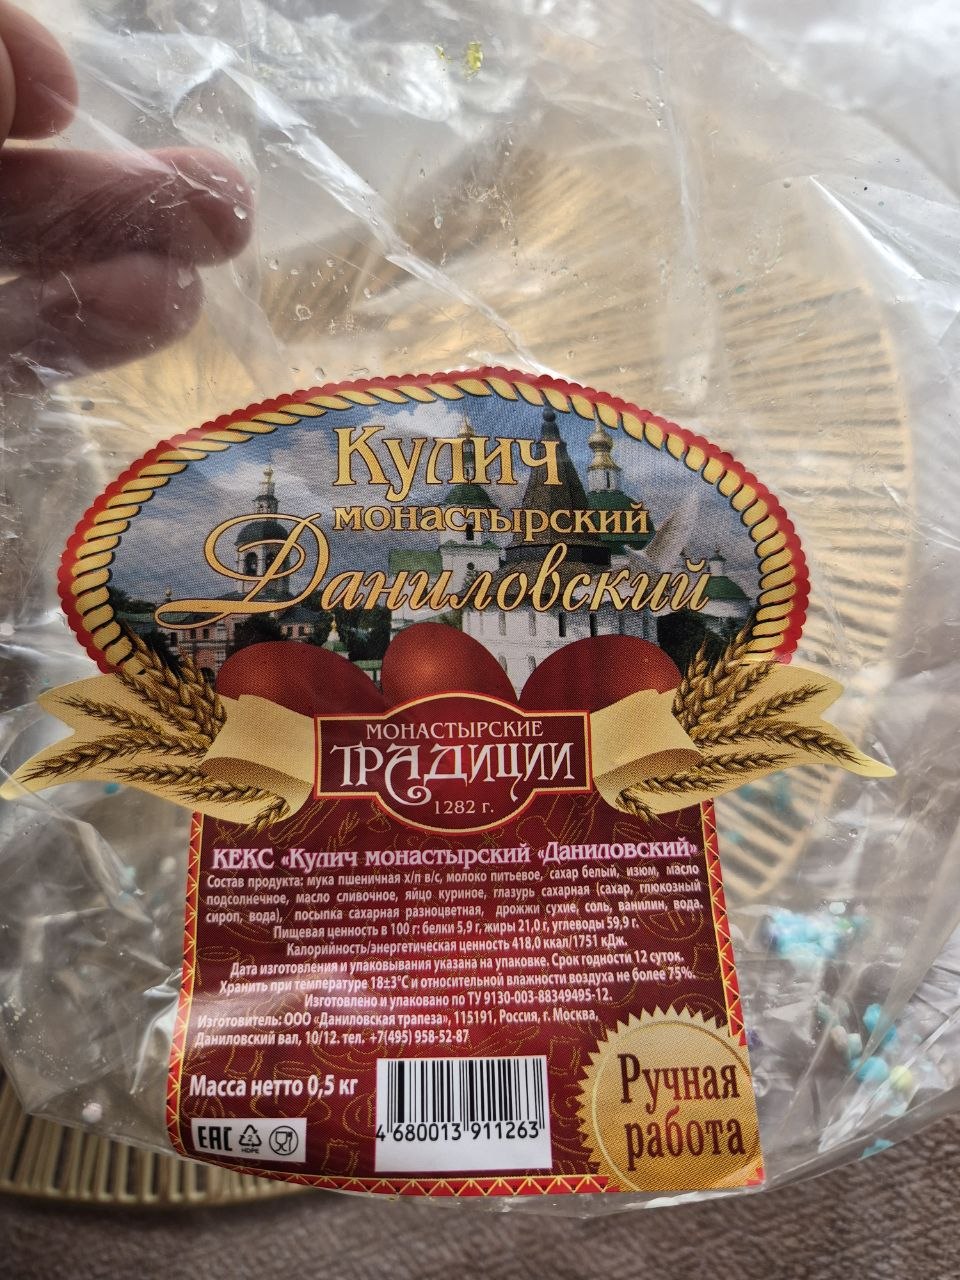 Кулич
монастырский
Даниловский
МОНАСТЫРСКИЕ
ТРАДИЦИИ
1282 г.
КЕКС «Кулич монастырский «Даниловский»
Состав продукта: мука пшеничная х/п в/с, молоко питьевое, сахар белый, изюм, масло
подсолнечное, масло сливочное, яйцо куриное, глазурь сахарная (сахар, глюкозный
сироп, вода), посыпка сахарная разноцветная, дрожжи сухие, соль, ванилин, вода.
Пищевая ценность в 100 г: белки 5,9 г, жиры 21,0 г, углеводы 59,9 г.
Калорийность/энергетическая ценность 418,0 ккал/1751 кДж.
Дата изготовления и упаковывания указана на упаковке. Срок годности 12 суток.
Хранить при температуре 18±3°С и относительной влажности воздуха не более 75%.
Изготовлено и упаковано по ТУ 9130-003-88349495-12.
Изготовитель: ООО «Даниловская трапеза», 115191, Россия, г. Москва,
Даниловский вал, 10/12. тел. +7(495) 958-52-87
Масса нетто 0,5 кг
Ручная
работа
EAC
2
HDPE
4 680013 911263